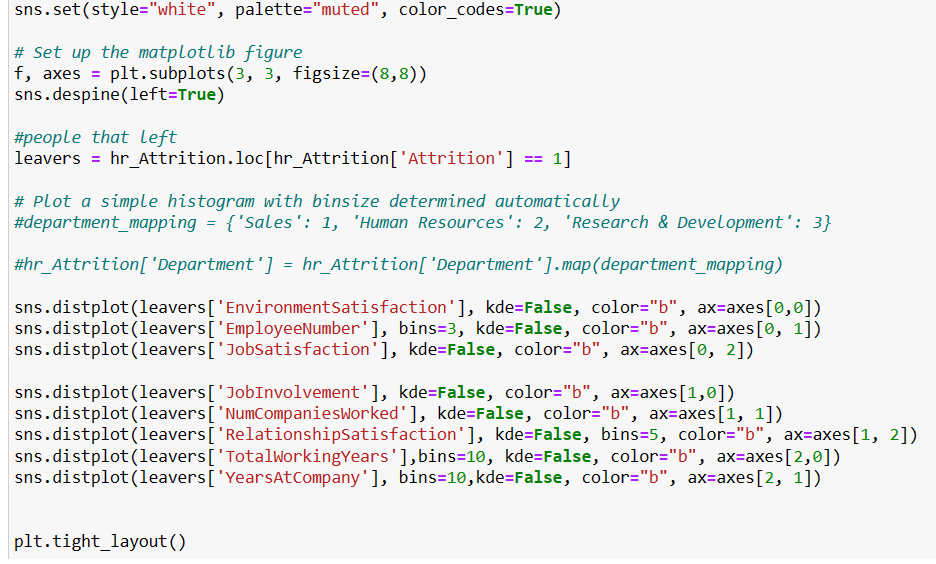 sns.set(style="white", palette="muted", color_codes=True)
# Set up the matplotlib figure
f, axes = plt.subplots(3, 3, figsize=(8,8))
sns.despine(left=True)
#people that left
leavers = hr_Attrition.loc[hr_Attrition['Attrition'] == 1]
# Plot a simple histogram with binsize determined automatically
#department_mapping = {'Sales': 1, 'Human Resources': 2, 'Research & Development': 3}
#hr_Attrition['Department'] = hr_Attrition['Department'].map(department_mapping)
sns.distplot(leavers['EnvironmentSatisfaction'], kde=False, color="b", ax=axes[0,0])
sns.distplot(leavers['EmployeeNumber'], bins=3, kde=False, color="b", ax=axes[0, 1])
sns.distplot(leavers['JobSatisfaction'], kde=False, color="b", ax=axes[0, 2])
sns.distplot(leavers['JobInvolvement'], kde=False, color="b", ax=axes[1,0])
sns.distplot(leavers['NumCompaniesWorked'], kde=False, color="b", ax=axes[1, 1])
sns.distplot(leavers['RelationshipSatisfaction'], kde=False, bins=5, color="b", ax=axes[1, 2])
sns.distplot(leavers['TotalWorkingYears'],bins=10, kde=False, color="b", ax=axes[2,0])
sns.distplot(leavers['YearsAtCompany'], bins=10,kde=False, color="b", ax=axes[2, 1])
plt.tight_layout()